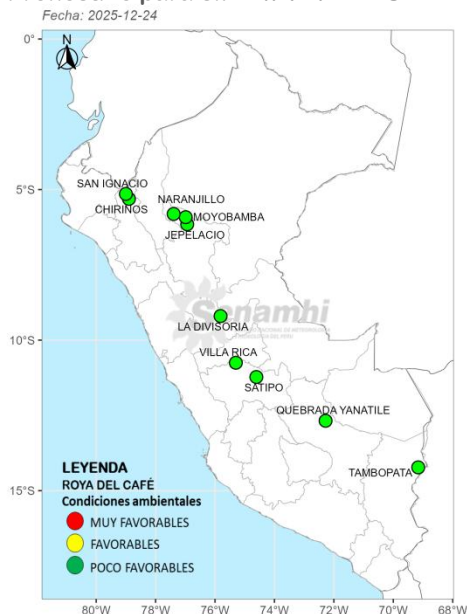 Fecha: 2025-12-24
N
0°
5°S
10°S
15°S
SAN IGNACIO
CHIRINOS
NARANJILLO
MOYOBAMBA
JEPELACIO
Senamhi
LA DIVISORIA
VILLA RICA
SATIPO
QUEBRADA YANATILE
TAMBOPATA
LEYENDA
ROYA DEL CAFÉ
Condiciones ambientales
MUY FAVORABLES
FAVORABLES
POCO FAVORABLES
80°W 78°W 76°W 74°W 72°W 70°W 68°W